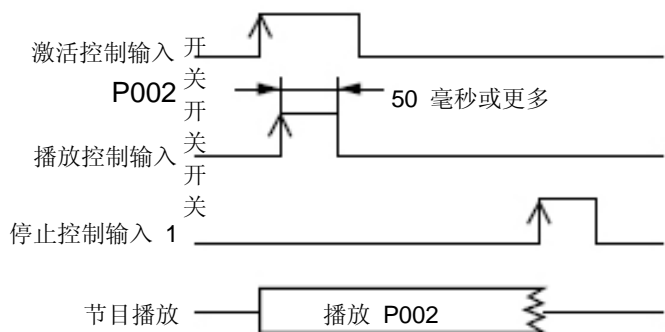 激活控制输入 开
关
P002
50 毫秒或更多
开
关
播放控制输入
开
关
停止控制输入 1
节目播放
播放 P002